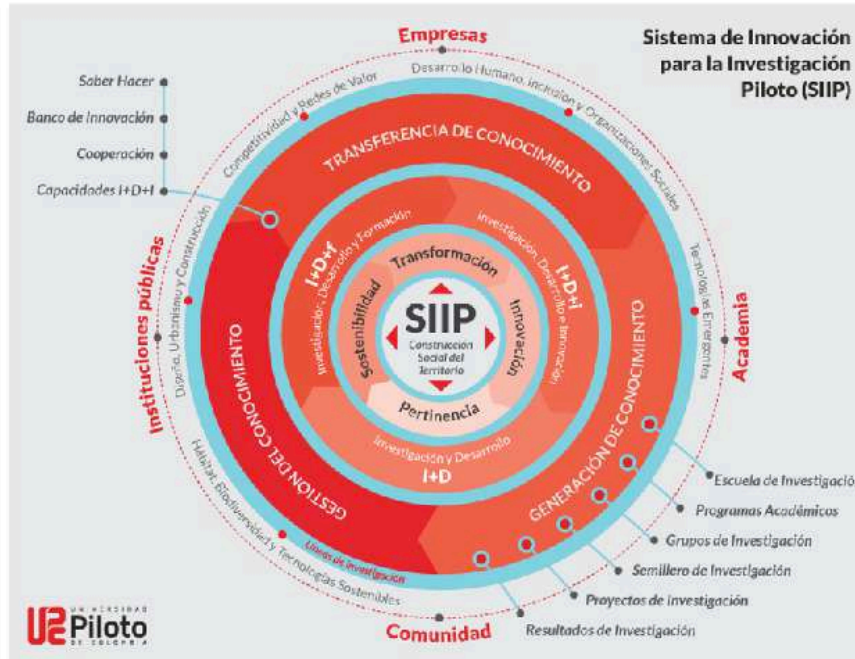 Sistema de Innovación
para la Investigación
Piloto (SIIP)
Empresas
Desarrollo Humano, Inclusión y Organizaciones Sociales
Competitividad y Redes de Valor
Saber Hacer
Banco de Innovación
Cooperación
Capacidades I+D+I
TRANSFERENCIA DE CONOCIMIENTO
Instituciones públicas
Diseño, Urbanismo y Construcción
Tecnologías Emergentes
Academia
I+D+f
Investigación, Desarrollo y Formación
Investigación, Desarrollo e Innovación
I+D+i
Transformación
Sostenibilidad
Innovación
Pertinencia
SIIP
Construcción
Social del
Territorio
Investigación y Desarrollo
I+D
GESTIÓN DEL CONOCIMIENTO
GENERACIÓN DE CONOCIMIENTO
Hábitat, Biodiversidad y Tecnologías Sostenibles
Líneas de investigación
Escuela de Investigació
Programas Académicos
Grupos de Investigación
Semillero de Investigación
Proyectos de Investigación
Resultados de Investigación
Comunidad
UNIVERSIDAD
Piloto
DE COLOMBIA